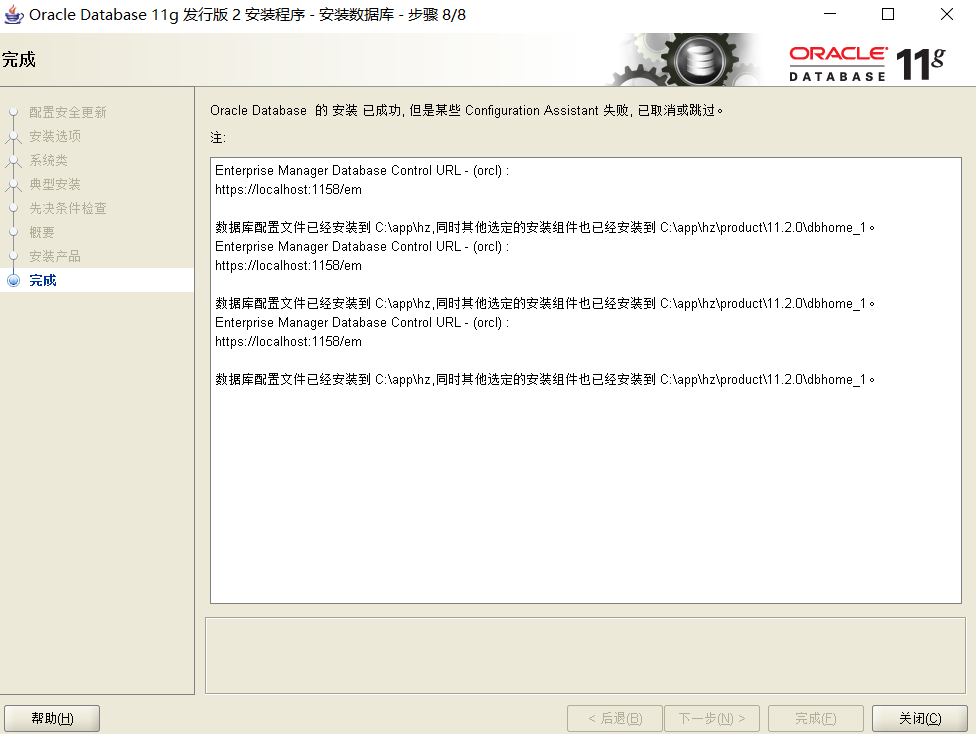 Oracle Database 11g 发行版 2 安装程序 - 安装数据库 - 步骤 8/8
完成
ORACLE
DATABASE 11g
配置安全更新
安装选项
系统类
典型安装
先决条件检查
概要
安装产品
完成
Oracle Database 的 安装 已成功, 但是某些 Configuration Assistant 失败, 已取消或跳过。
注:
Enterprise Manager Database Control URL - (orcl) :
https://localhost:1158/em
数据库配置文件已经安装到 C:\app\hz,同时其他选定的安装组件也已经安装到 C:\app\hz\product\11.2.0\dbhome_1。
Enterprise Manager Database Control URL - (orcl) :
https://localhost:1158/em
数据库配置文件已经安装到 C:\app\hz,同时其他选定的安装组件也已经安装到 C:\app\hz\product\11.2.0\dbhome_1。
Enterprise Manager Database Control URL - (orcl) :
https://localhost:1158/em
数据库配置文件已经安装到 C:\app\hz,同时其他选定的安装组件也已经安装到 C:\app\hz\product\11.2.0\dbhome_1。
帮助(H)
< 后退(B)
下一步(N) >
完成(F)
关闭(C)